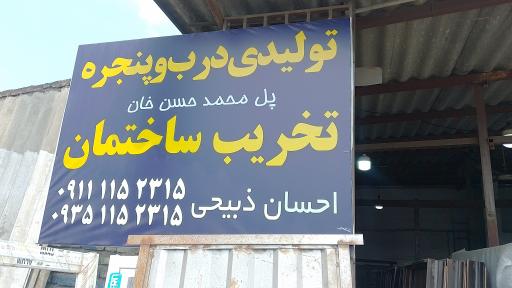 تولیدی درب و پنجره
پل محمد حسن خان
تخریب ساختمان
احسان ذبیحی
۰۹۱۱ ۱۱۵ ۲۳۱۵
۰۹۳۵ ۱۱۵ ۲۳۱۵